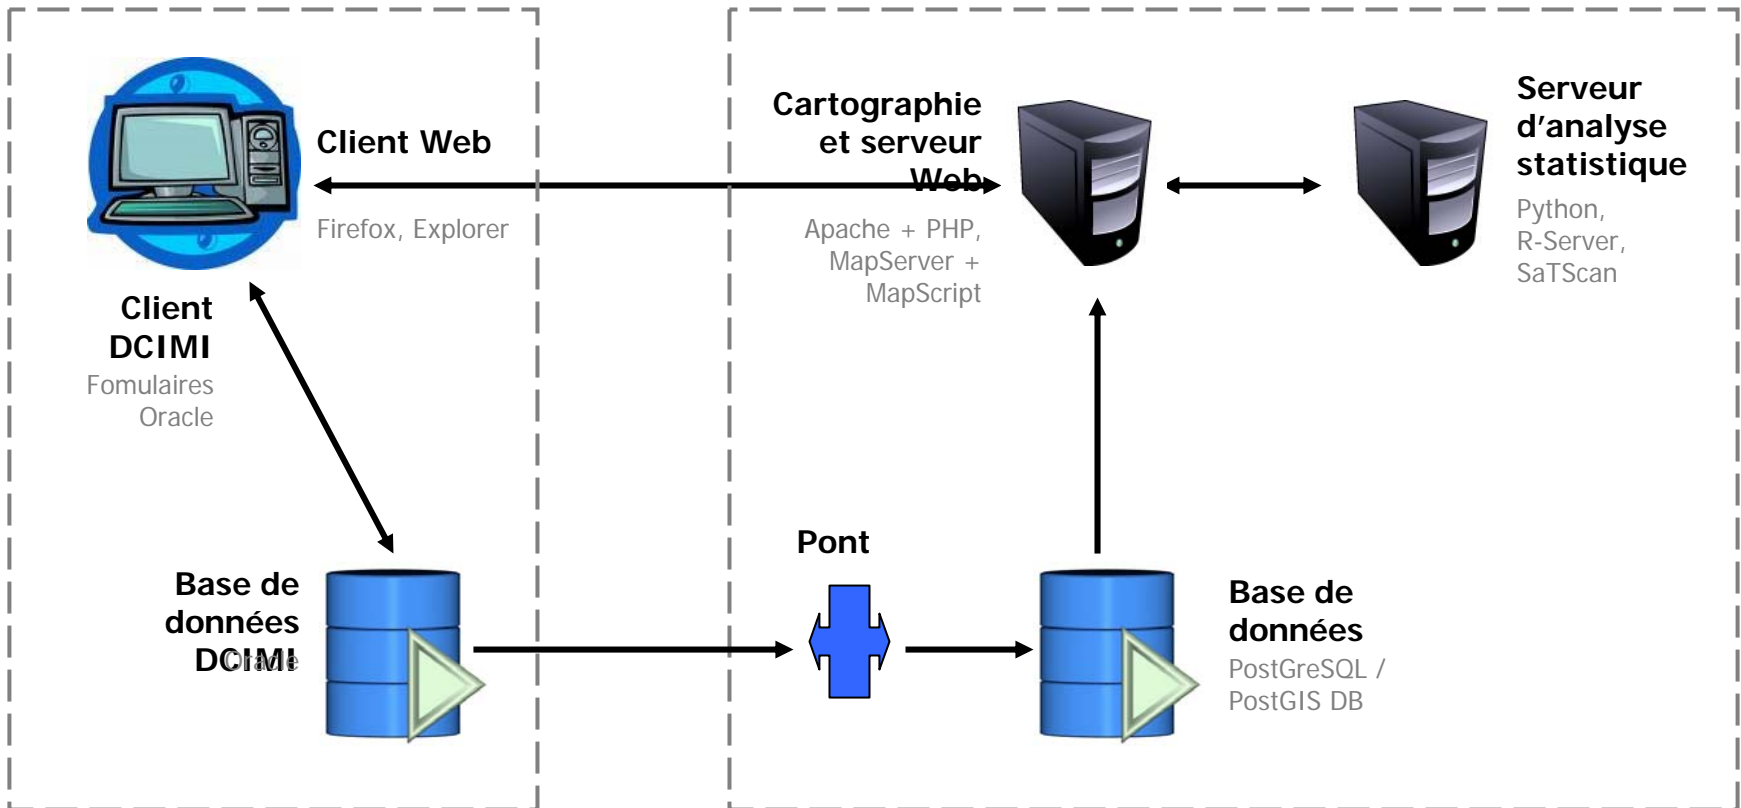 Client Web
Firefox, Explorer
Client
DCIMI
Fomulaires
Oracle
Base de
données
DCIMI
Oracle
Cartographie
et serveur
Web
Apache + PHP,
MapServer +
MapScript
Serveur
d’analyse
statistique
Python,
R-Server,
SaTScan
Pont
Base de
données
PostGreSQL /
PostGIS DB